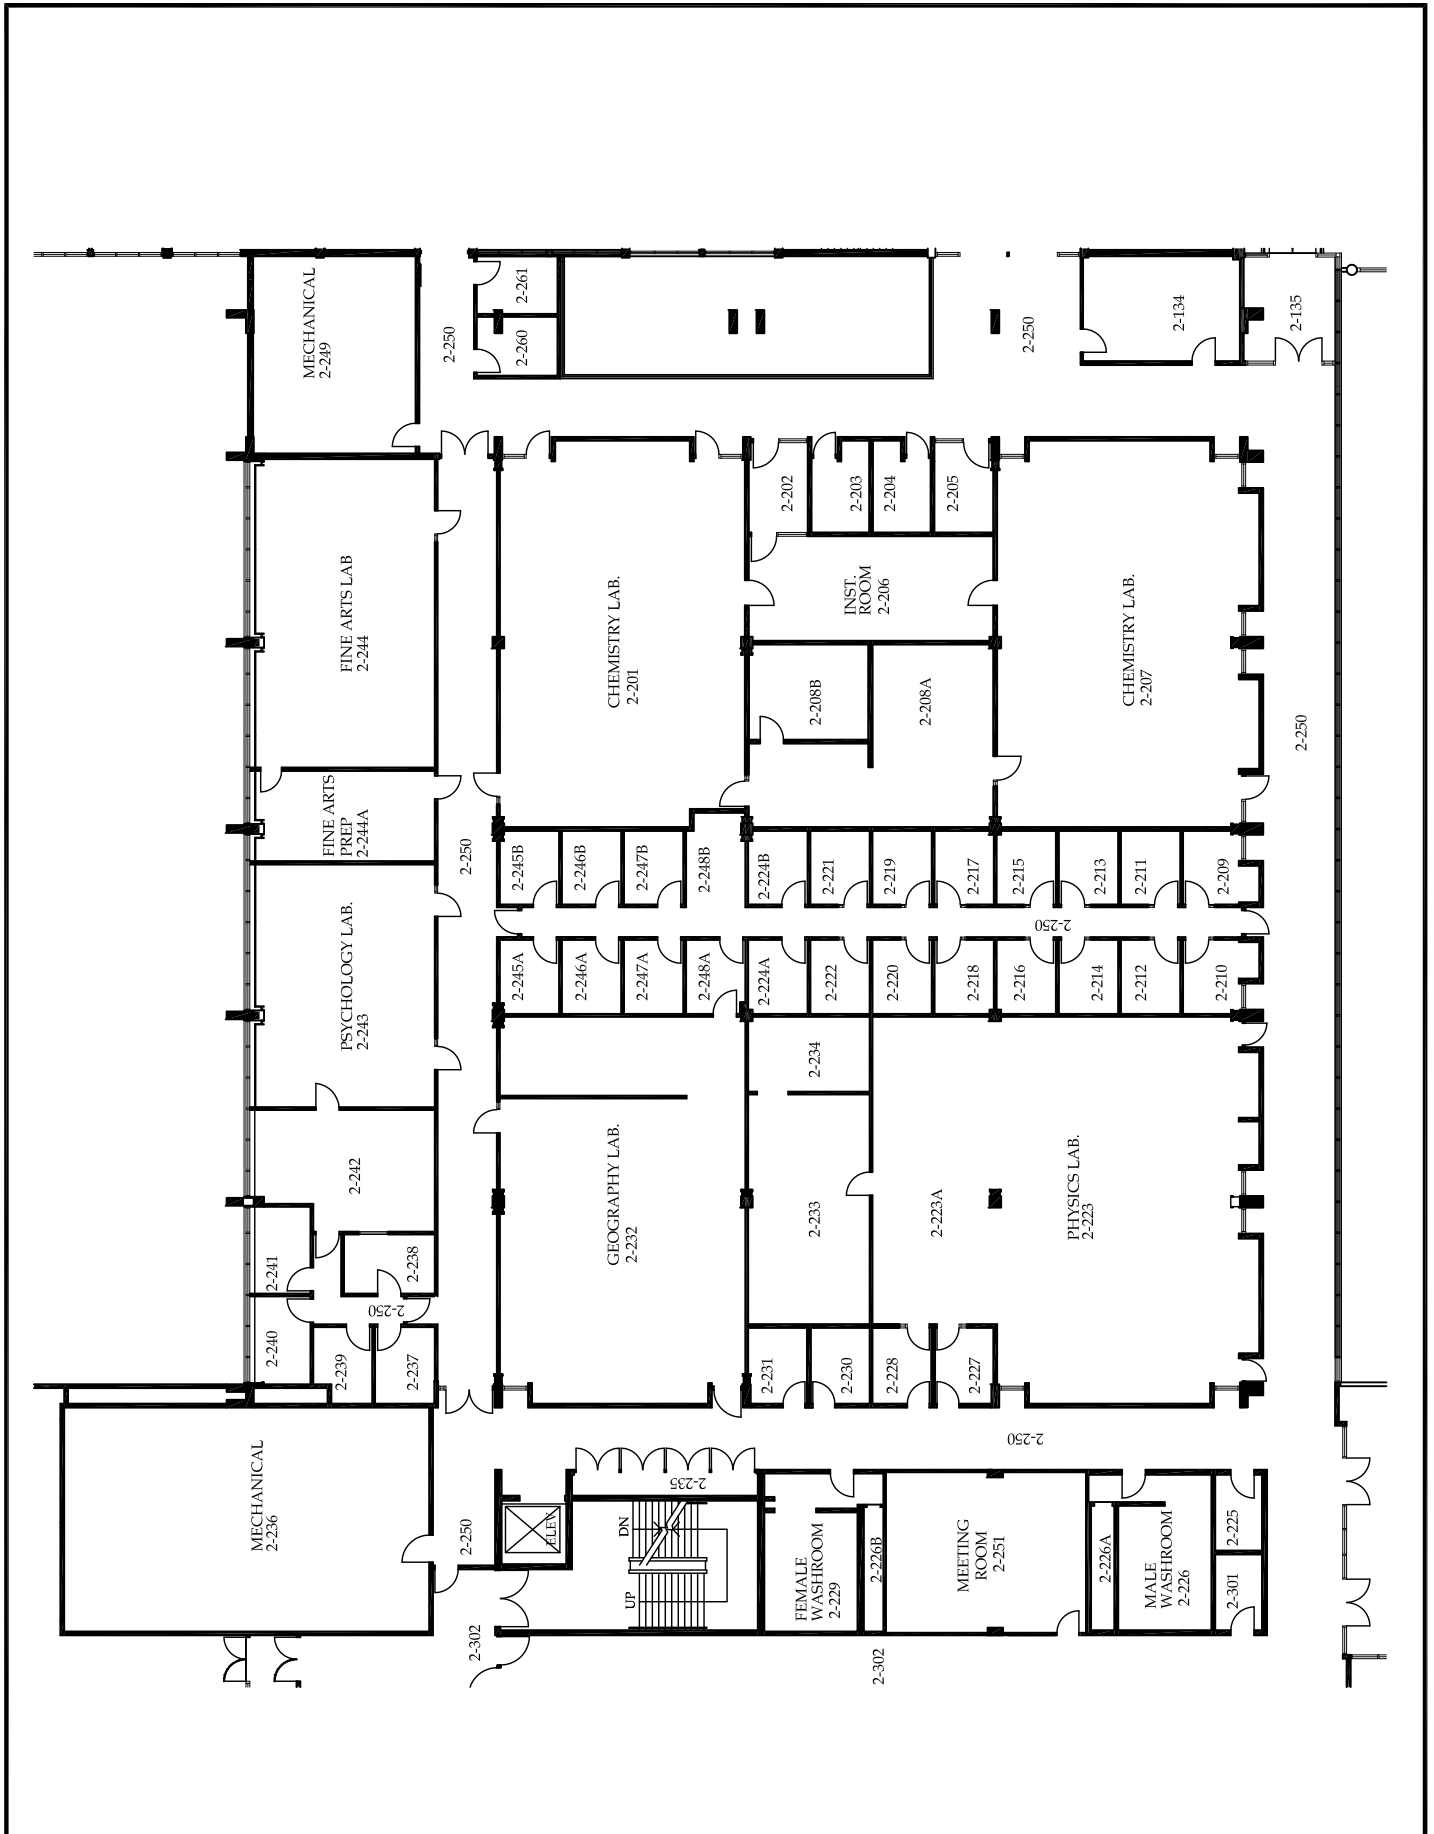 MECHANICAL
2-249
2-250
2-261
2-260
2-250
2-134
2-135
FINE ARTS LAB
2-244
CHEMISTRY LAB.
2-201
2-202
2-203
2-204
2-205
INST.
ROOM
2-206
CHEMISTRY LAB.
2-207
2-208B
2-208A
2-250
FINE ARTS
PREP
2-244A
2-250
2-245B
2-246B
2-247B
2-248B
2-224B
2-221
2-219
2-217
2-215
2-213
2-211
2-209
2-250
PSYCHOLOGY LAB.
2-243
2-245A
2-246A
2-247A
2-248A
2-224A
2-222
2-220
2-218
2-216
2-214
2-212
2-210
2-234
2-242
GEOGRAPHY LAB.
2-232
2-233
2-223A
PHYSICS LAB.
2-223
2-241
2-238
2-250
2-240
2-239
2-237
2-231
2-230
2-228
2-227
2-250
MECHANICAL
2-236
2-250
ELEV.
2-235
DN
UP
FEMALE
WASHROOM
2-229
2-226B
MEETING
ROOM
2-251
2-226A
MALE
WASHROOM
2-226
2-225
2-301
2-302
2-302